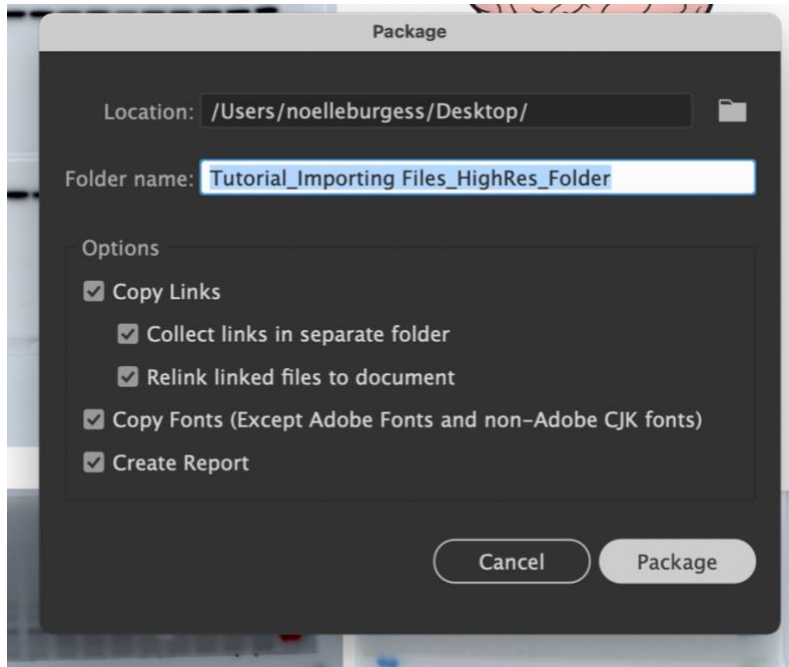 Package
Location: /Users/noelleburgess/Desktop/
Folder name: Tutorial_Importing Files_HighRes_Folder
Options
Copy Links
Collect links in separate folder
Relink linked files to document
Copy Fonts (Except Adobe Fonts and non-Adobe CJK fonts)
Create Report
Cancel Package